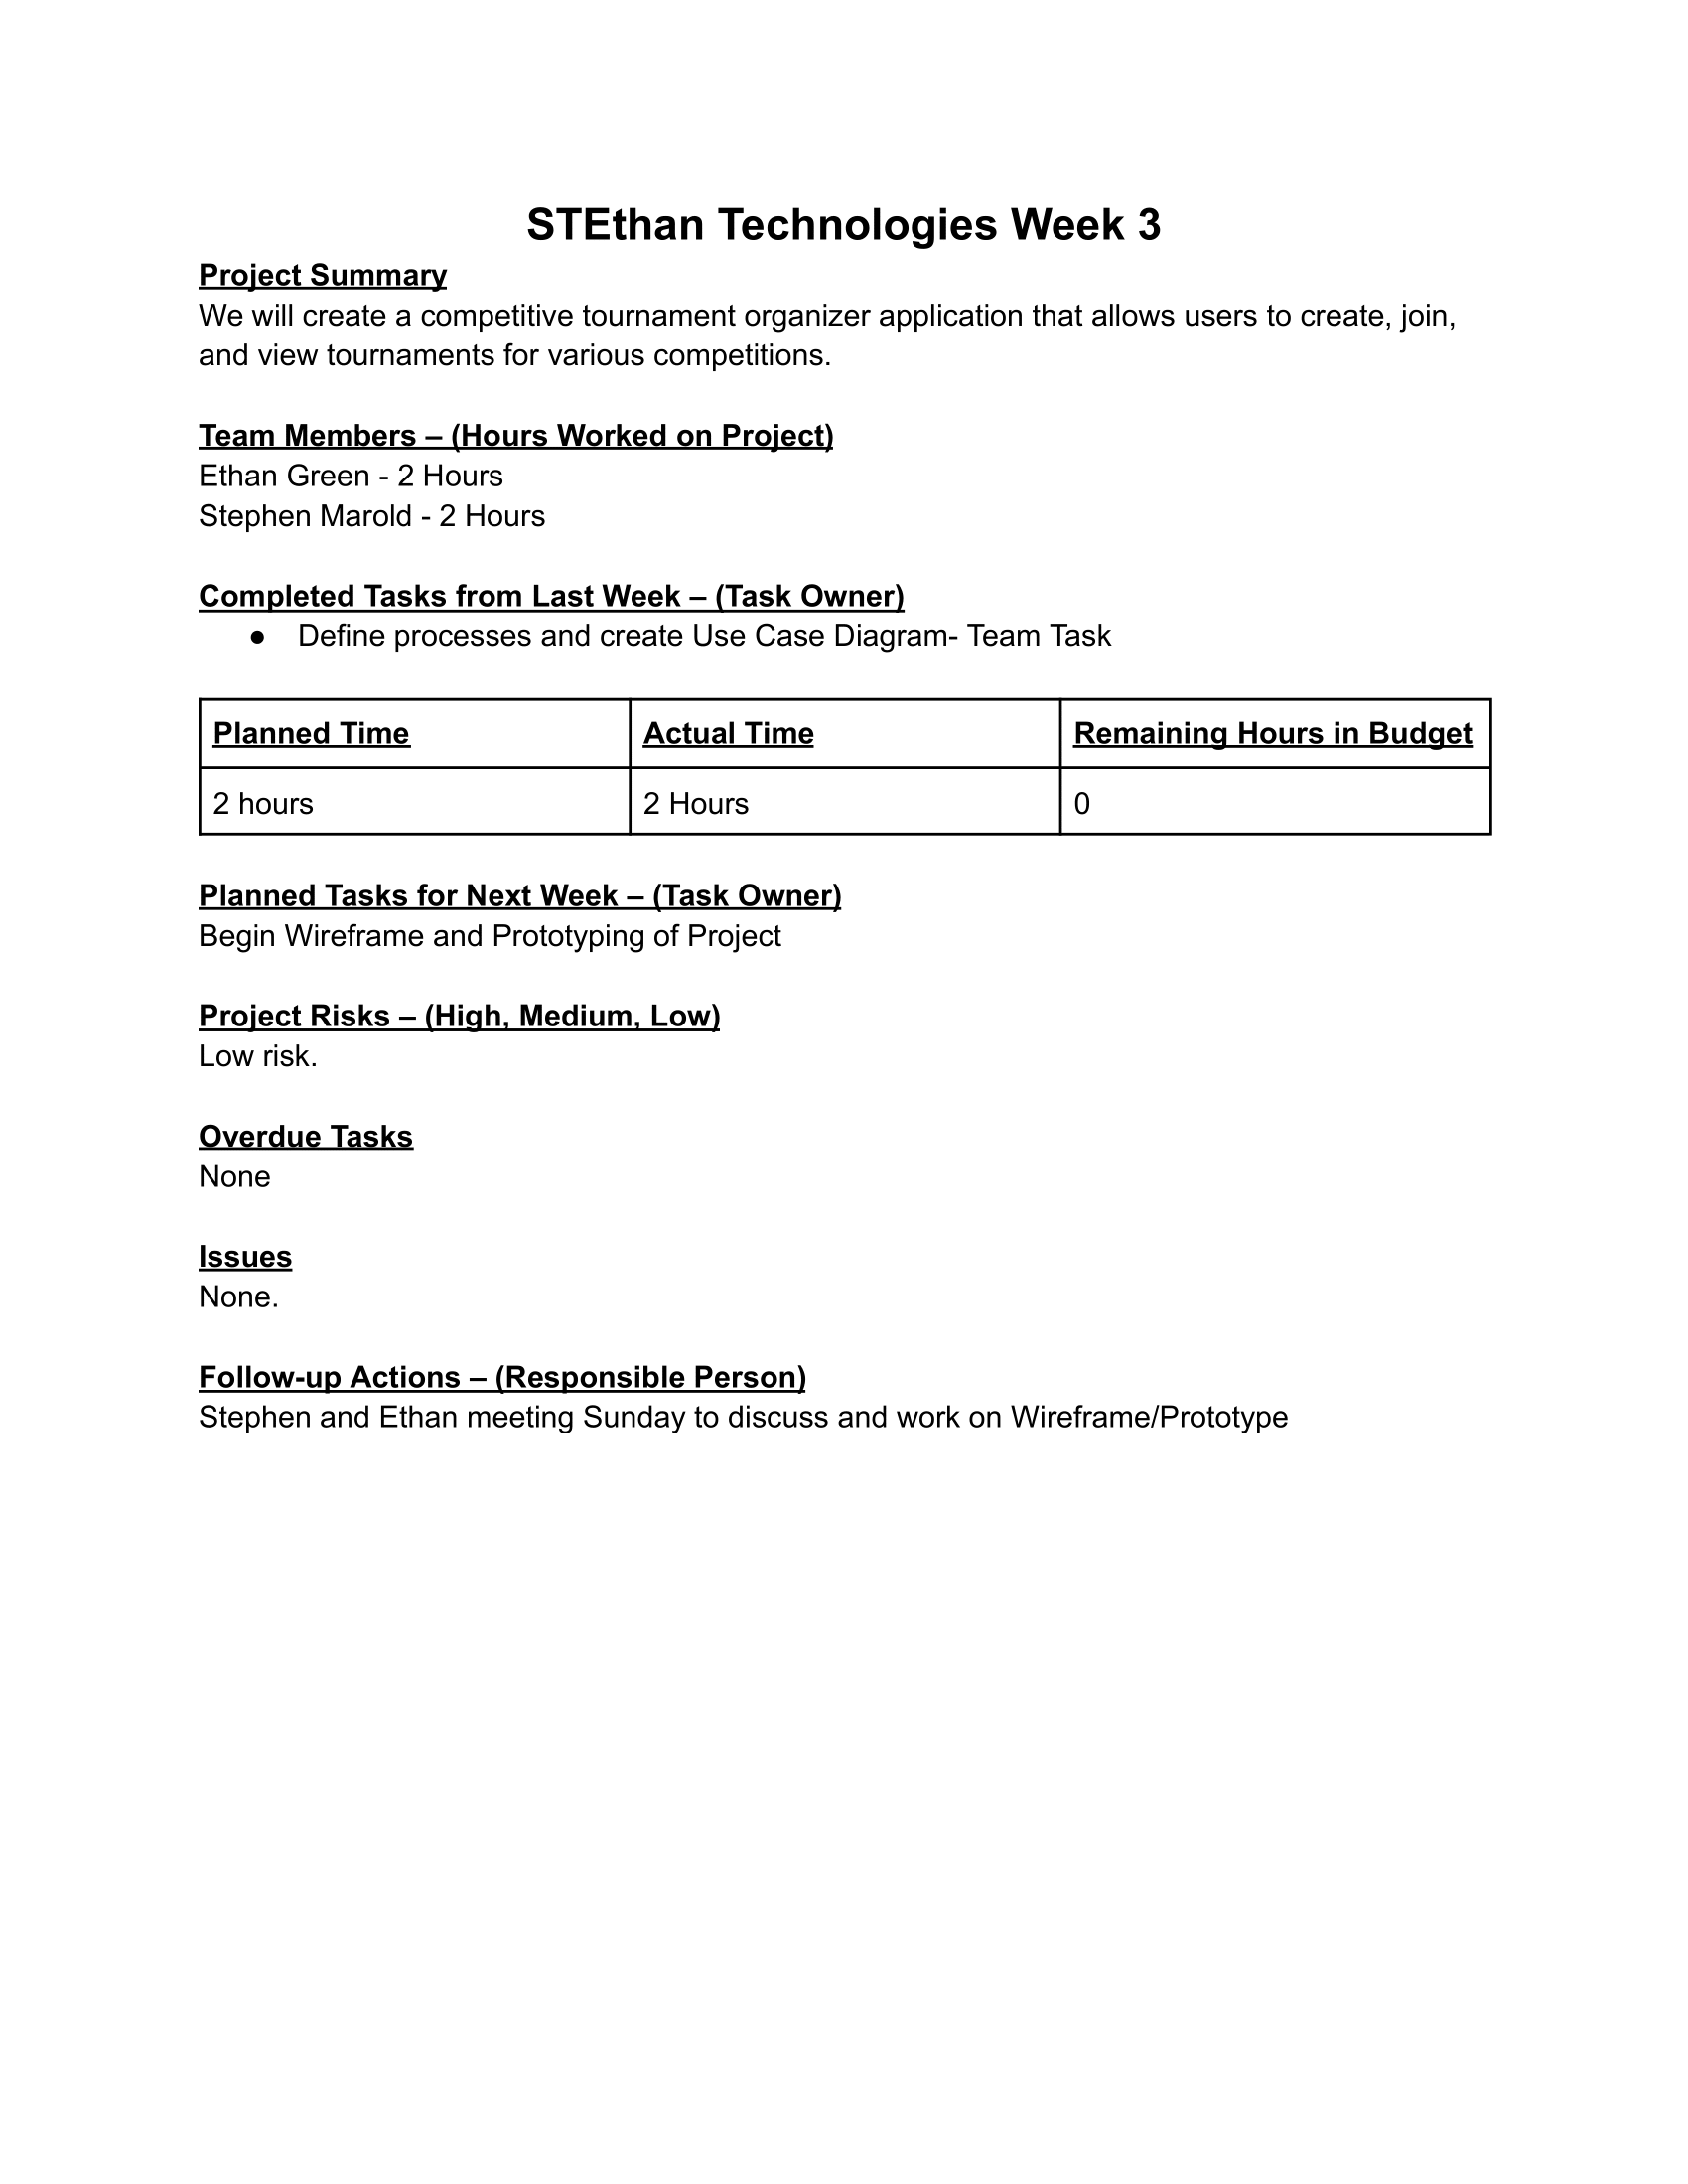 STEthan Technologies Week 3
Project Summary
We will create a competitive tournament organizer application that allows users to create, join,
and view tournaments for various competitions.
Team Members – (Hours Worked on Project)
Ethan Green - 2 Hours
Stephen Marold - 2 Hours
Completed Tasks from Last Week – (Task Owner)
● Define processes and create Use Case Diagram- Team Task
Planned Time Actual Time Remaining Hours in Budget
2 hours 2 Hours 0
Planned Tasks for Next Week – (Task Owner)
Begin Wireframe and Prototyping of Project
Project Risks – (High, Medium, Low)
Low risk.
Overdue Tasks
None
Issues
None.
Follow-up Actions – (Responsible Person)
Stephen and Ethan meeting Sunday to discuss and work on Wireframe/Prototype